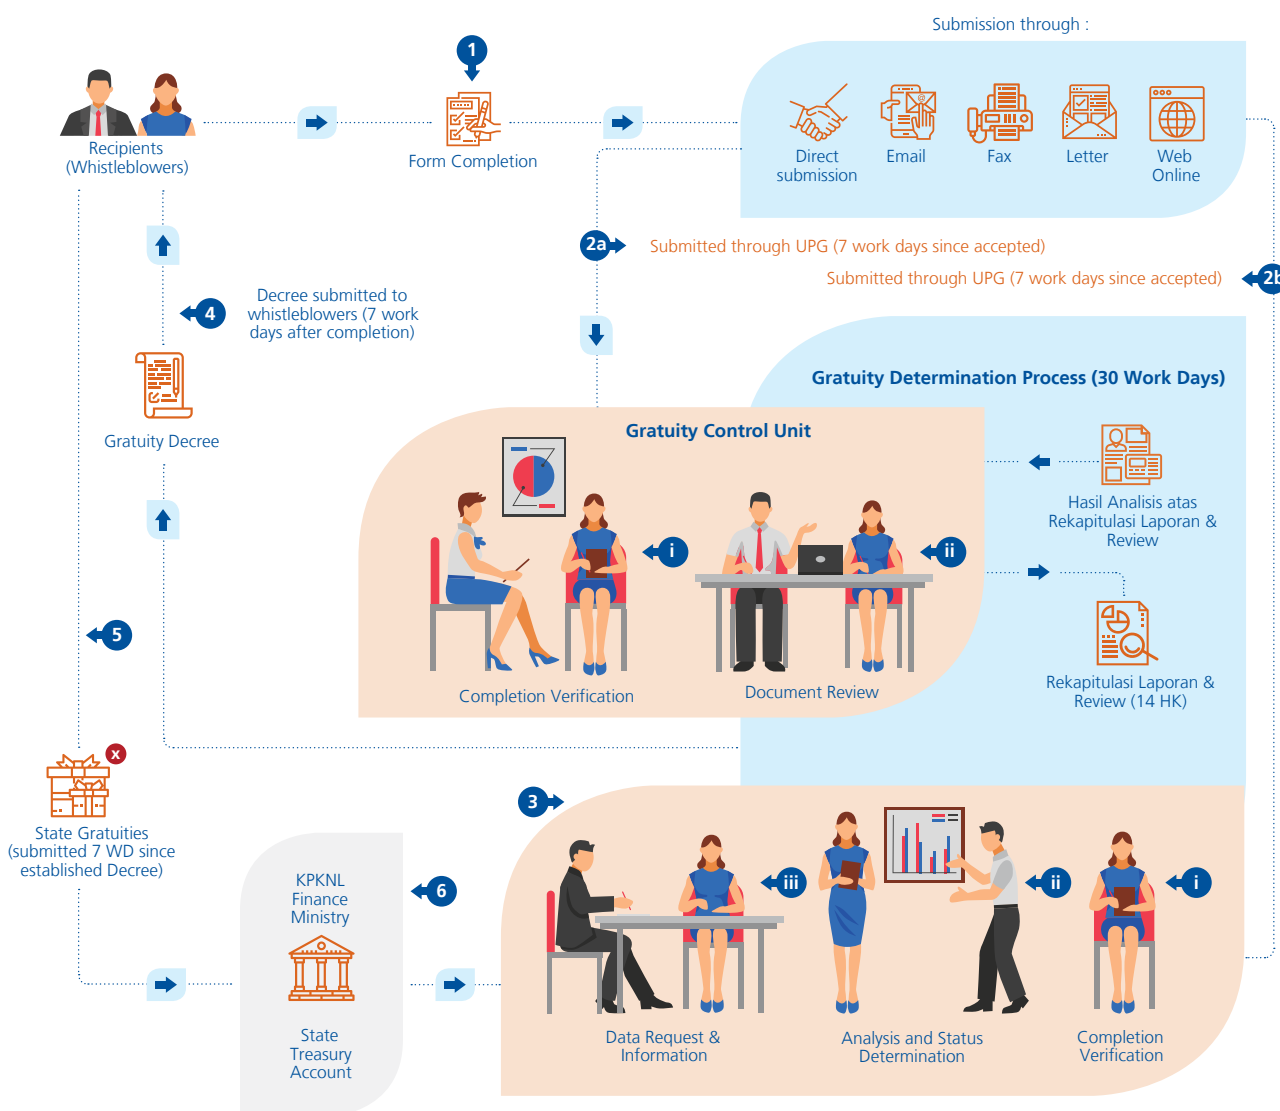 Submission through :
1
Recipients
(Whistleblowers)
Form Completion
Direct
submission
Email
Fax
Letter
Web
Online
2a
Submitted through UPG (7 work days since accepted)
Submitted through UPG (7 work days since accepted)
2b
4
Decree submitted to
whistleblowers (7 work
days after completion)
Gratuity Decree
Gratuity Determination Process (30 Work Days)
Gratuity Control Unit
i
ii
Completion Verification
Document Review
Hasil Analisis atas
Rekapitulasi Laporan &
Review
Rekapitulasi Laporan &
Review (14 HK)
5
x
State Gratuities
(submitted 7 WD since
established Decree)
KPKNL
Finance
Ministry
6
State
Treasury
Account
3
iii
ii
i
Data Request &
Information
Analysis and Status
Determination
Completion
Verification